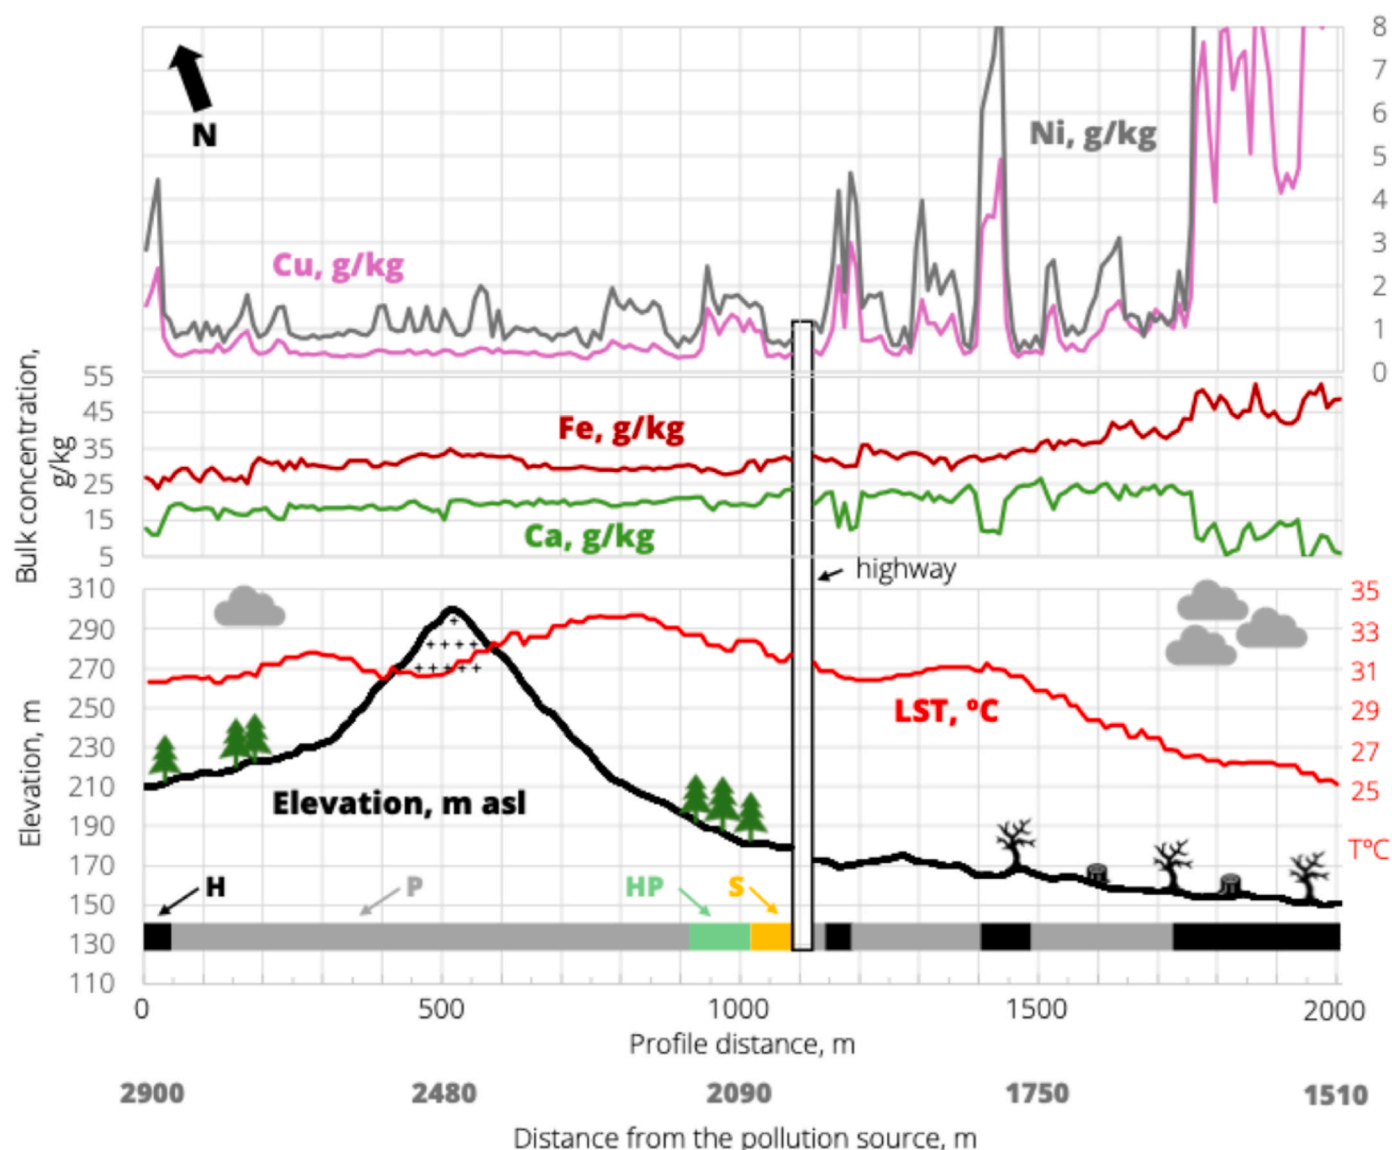 N
Cu, g/kg
Ni, g/kg
8
7
6
5
4
3
2
1
0
Bulk concentration,
g/kg
55
45
35
25
15
5
Fe, g/kg
Ca, g/kg
highway
Elevation, m
310
290
270
250
230
210
190
170
150
130
110
35
33
31
29
27
25
T°C
LST, °C
Elevation, m asl
H
P
HP
S
0
500
1000
1500
2000
Profile distance, m
2900
2480
2090
1750
1510
Distance from the pollution source, m